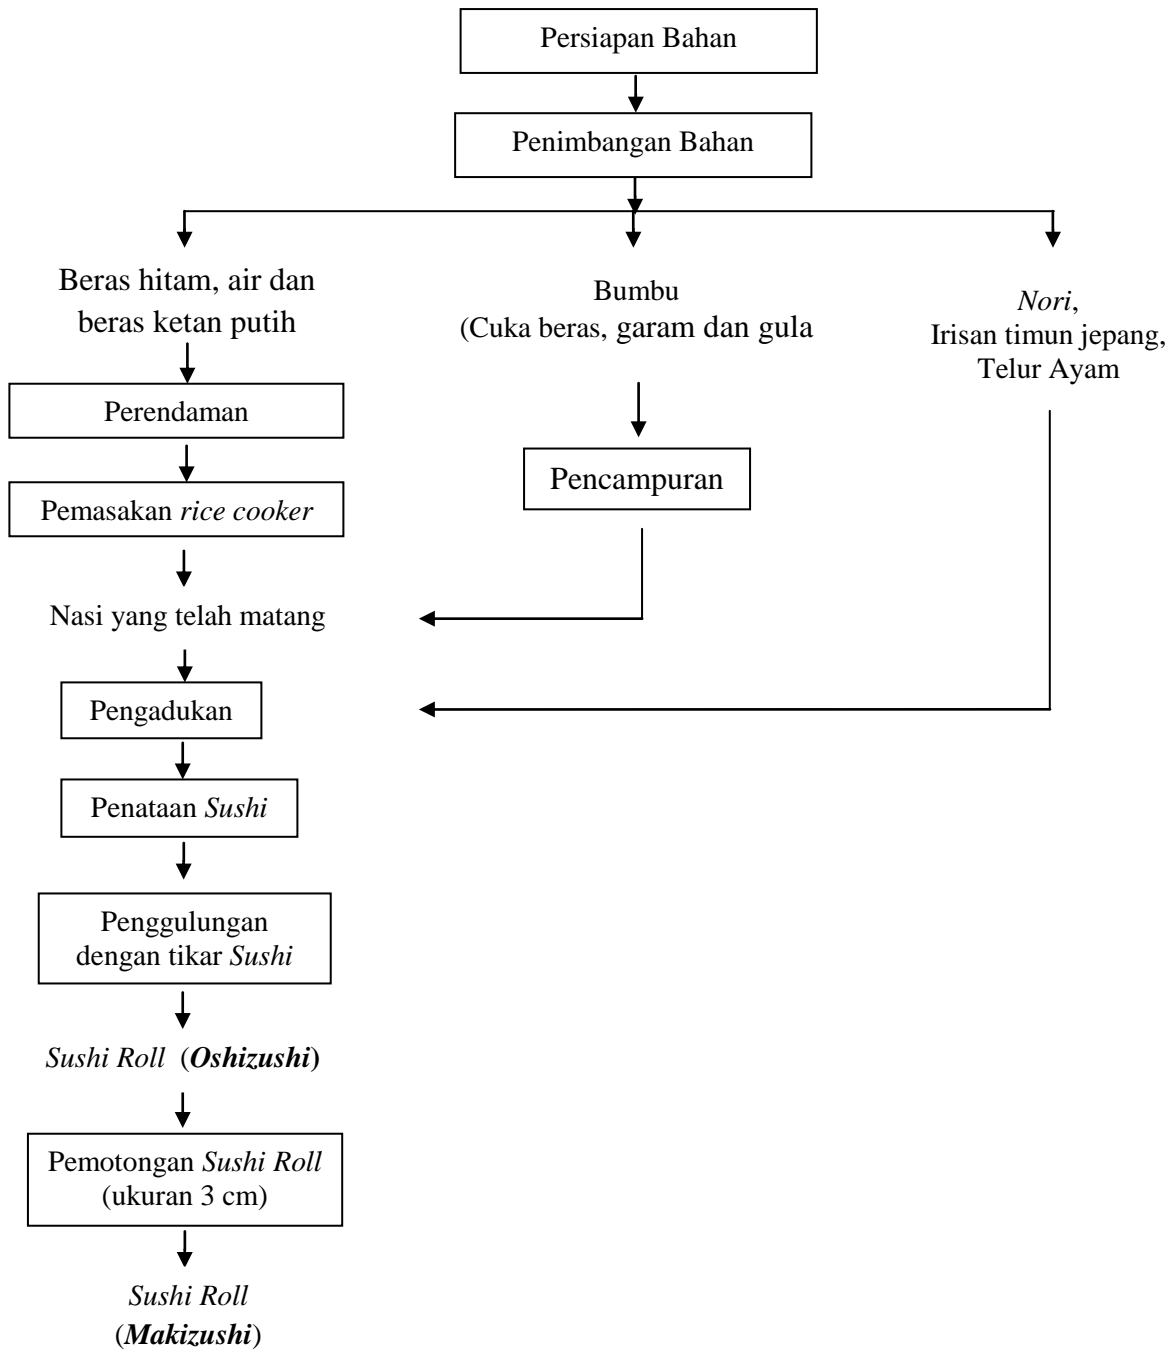 Persiapan Bahan
Penimbangan Bahan
Beras hitam, air dan
beras ketan putih
Bumbu
(Cuka beras, garam dan gula
Nori,
Irisan timun jepang,
Telur Ayam
Perendaman
Pencampuran
Pemasakan rice cooker
Nasi yang telah matang
Pengadukan
Penataan Sushi
Penggulungan
dengan tikar Sushi
Sushi Roll (Oshizushi)
Pemotongan Sushi Roll
(ukuran 3 cm)
Sushi Roll
(Makizushi)